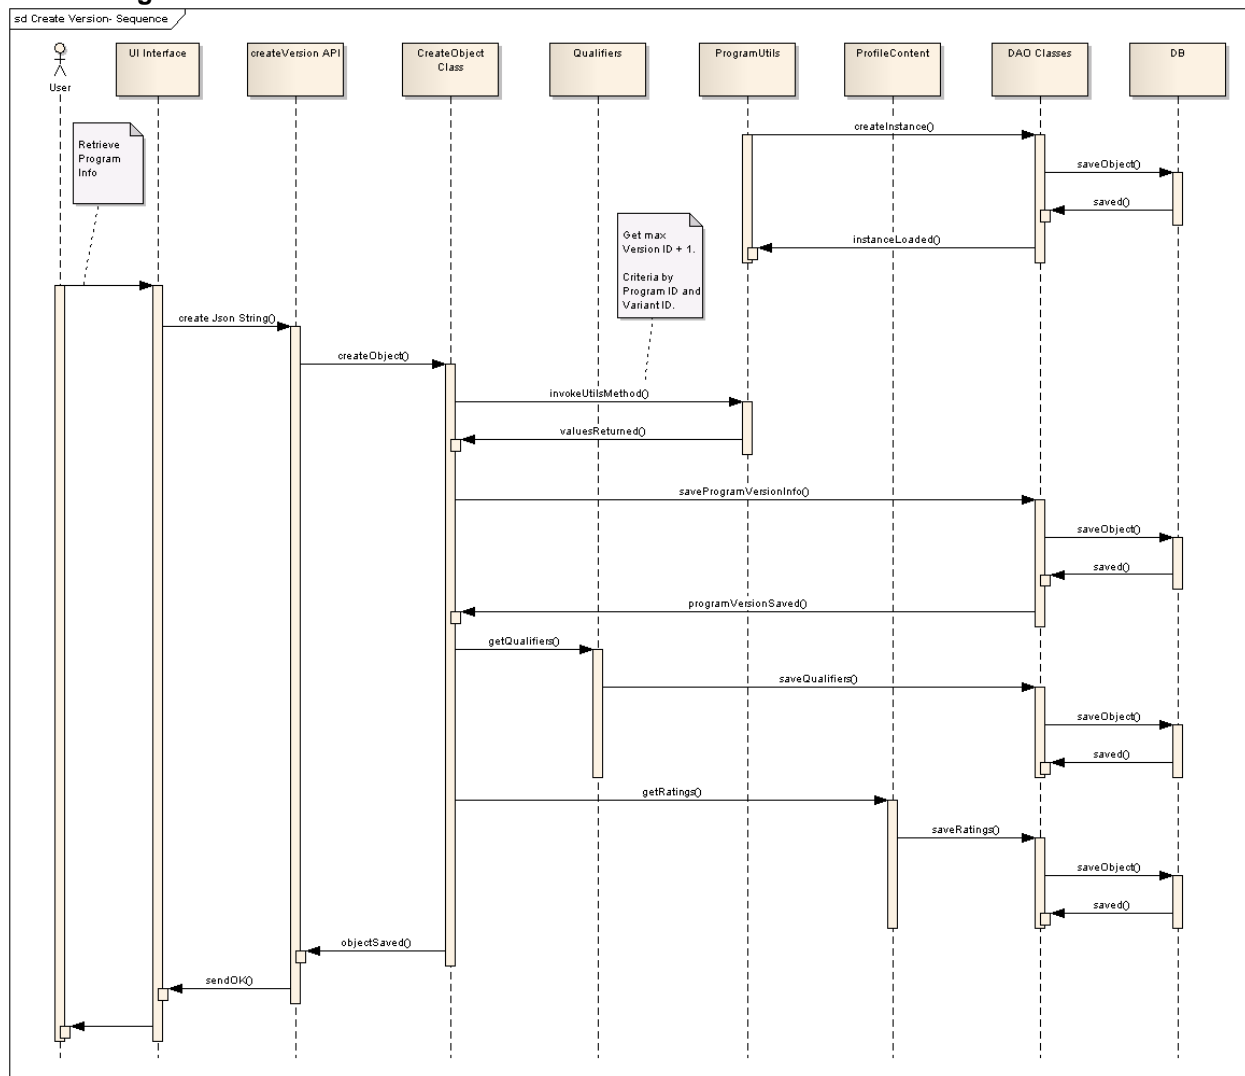 sd Create Version- Sequence
User
UI Interface
createVersion API
CreateObject
Class
Qualifiers
ProgramUtils
ProfileContent
DAO Classes
DB
Retrieve
Program
Info
createInstance()
saveObject()
saved()
instanceLoaded()
Get max
Version ID + 1.
Criteria by
Program ID and
Variant ID.
create Json String()
createObject()
invokeUtilsMethod()
valuesReturned()
saveProgramVersionInfo()
saveObject()
saved()
programVersionSaved()
getQualifiers()
saveQualifiers()
saveObject()
saved()
getRatings()
saveRatings()
saveObject()
saved()
objectSaved()
sendOK()